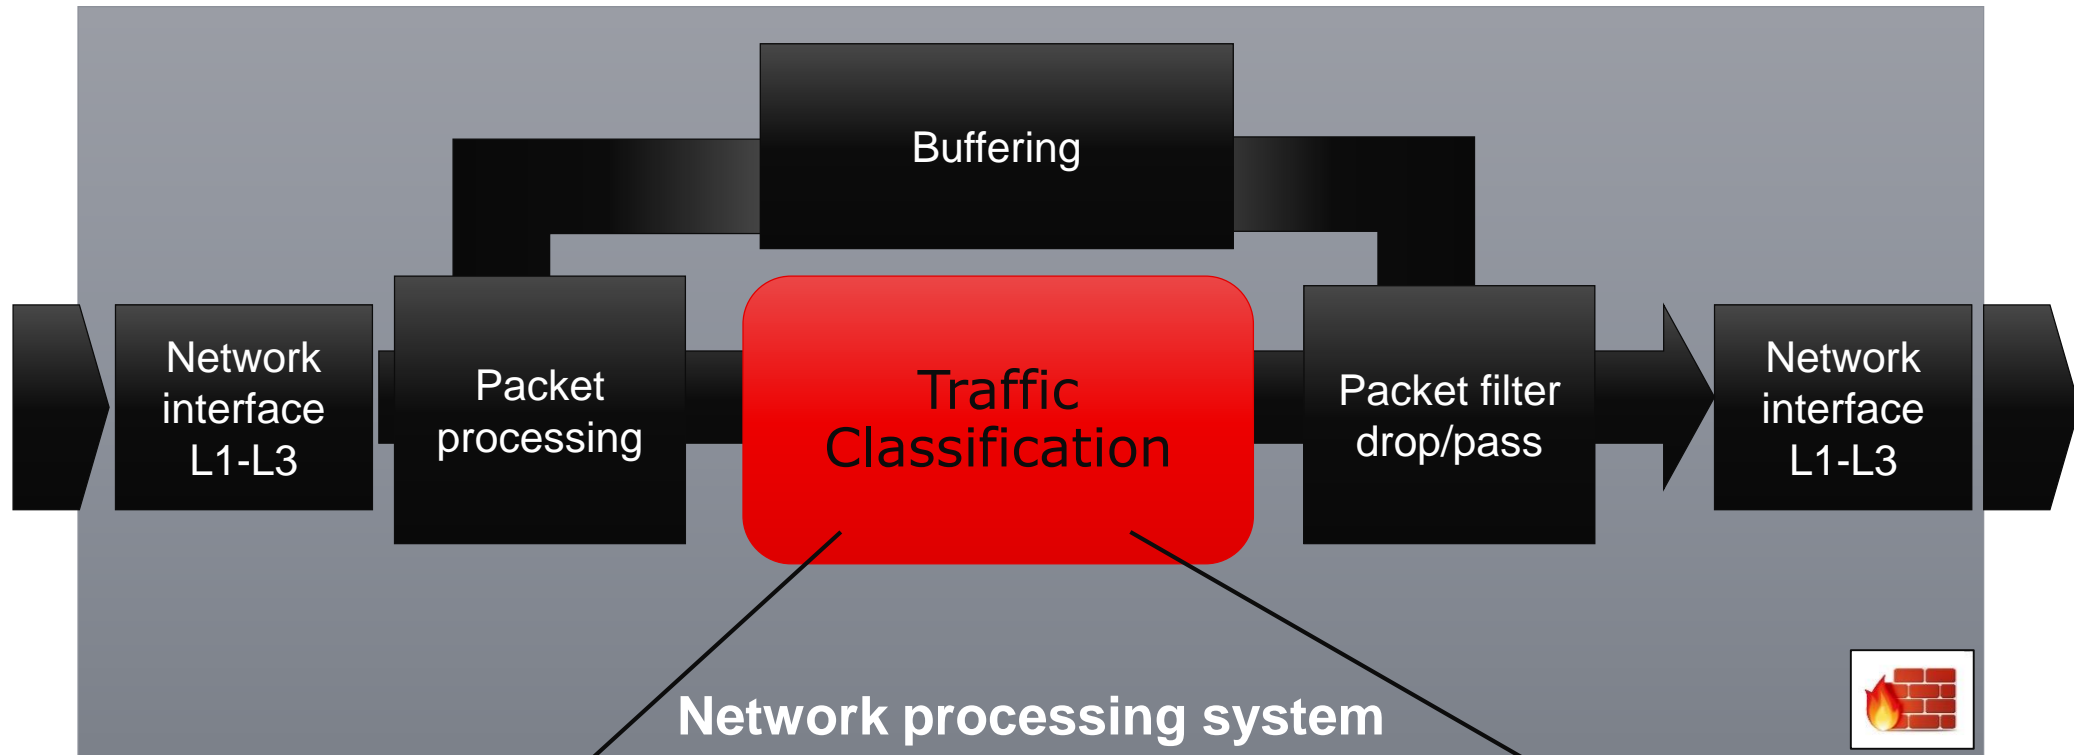 Buffering
Network
interface
L1-L3
Packet
processing
Traffic
Classification
Packet filter
drop/pass
Network
interface
L1-L3
Network processing system